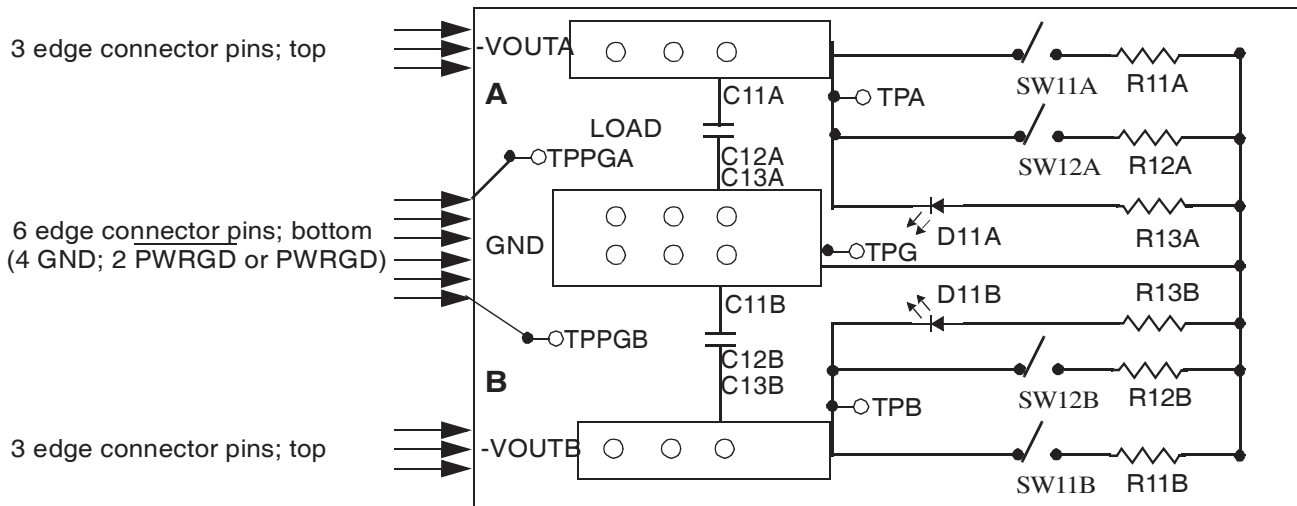 3 edge connector pins; top
-VOUTA
A
C11A
LOAD
C12A
C13A
TPPGA
TPA
SW11A
R11A
SW12A
R12A
6 edge connector pins; bottom
(4 GND; 2 PWRGD or PWRGD)
GND
D11A
R13A
TPG
C11B
D11B
R13B
TPPGB
C12B
C13B
B
TPB
SW12B
R12B
3 edge connector pins; top
-VOUTB
SW11B
R11B